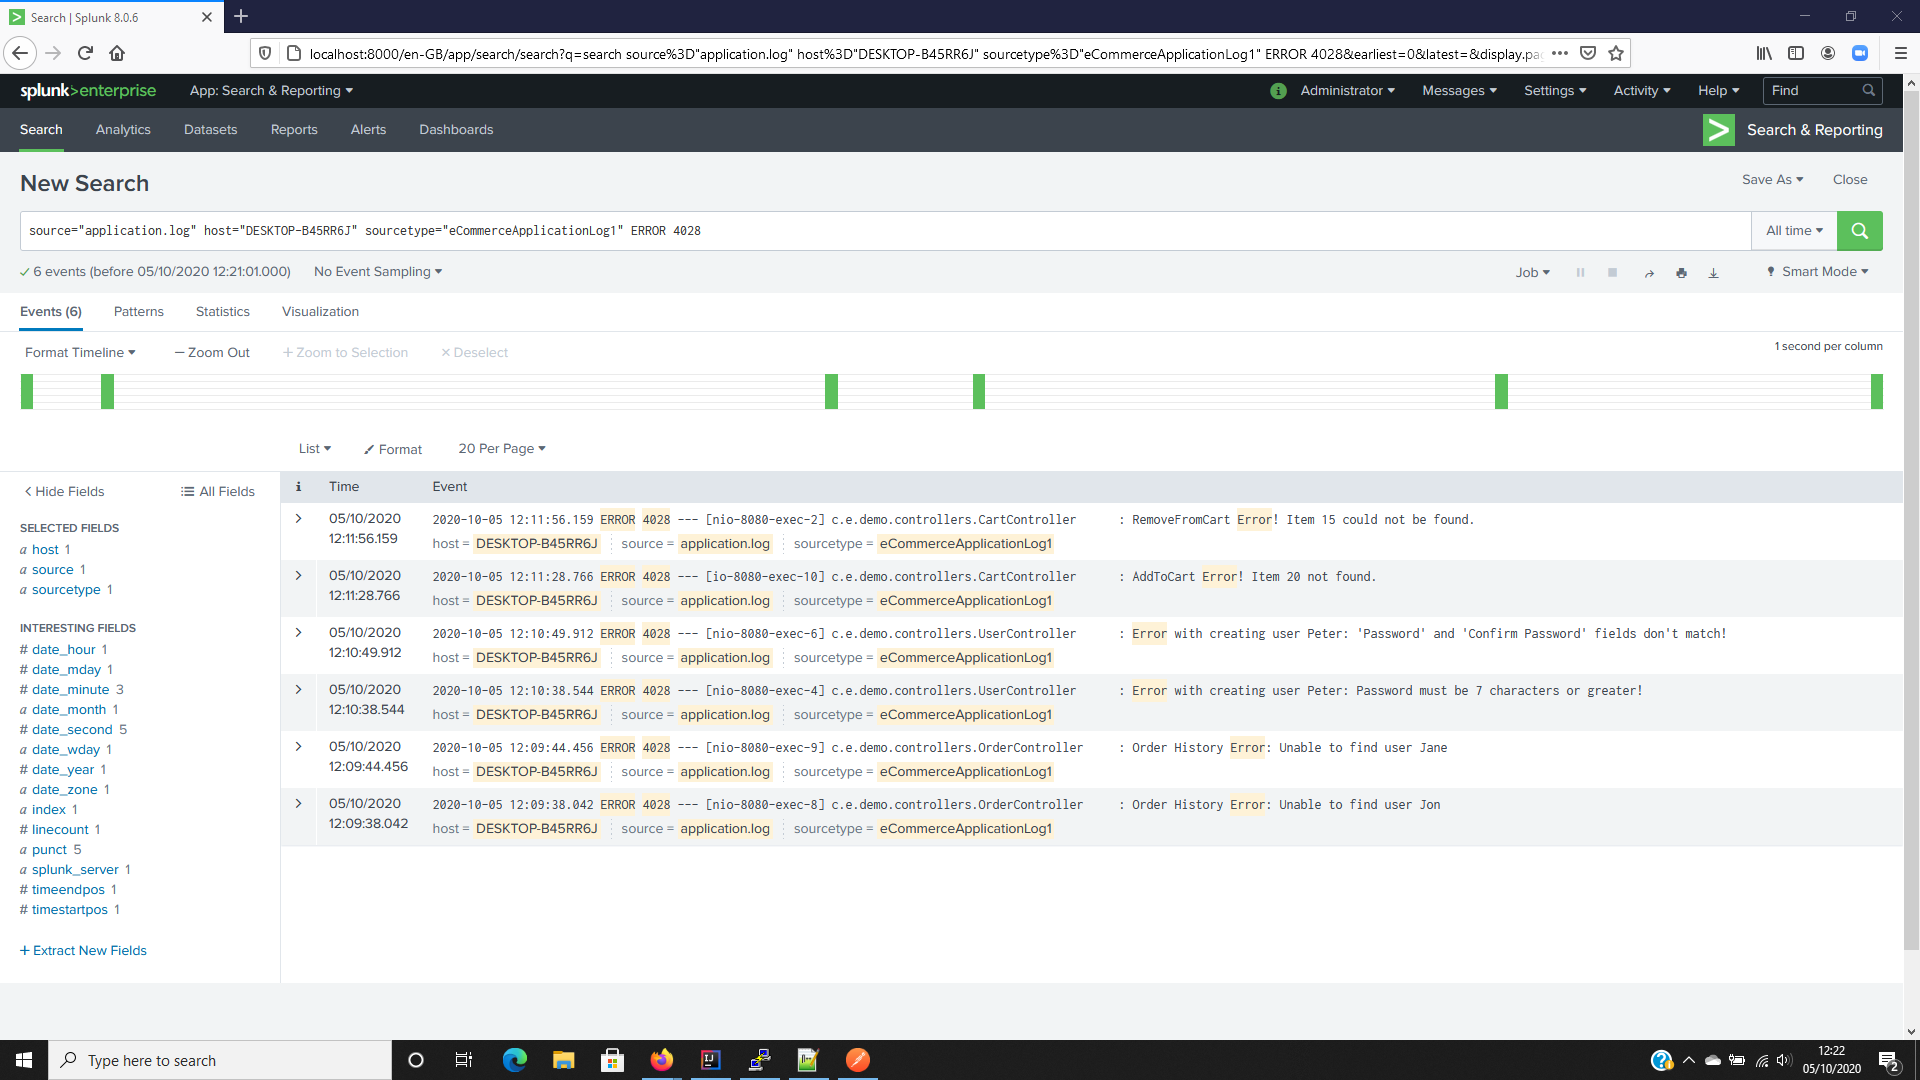 Search | Splunk 8.0.6
localhost:8000/en-GB/app/search/search?q=search source%3D"application.log" host%3D"DESKTOP-B45RR6J" sourcetype%3D"eCommerceApplicationLog1" ERROR 4028&earliest=0&latest=&display.pa
splunk>enterprise App: Search & Reporting Administrator Messages Settings Activity Help Find
Search Analytics Datasets Reports Alerts Dashboards Search & Reporting
New Search Save As Close
source="application.log" host="DESKTOP-B45RR6J" sourcetype="eCommerceApplicationLog1" ERROR 4028 All time
6 events (before 05/10/2020 12:21:01.000) No Event Sampling Job Smart Mode
Events (6) Patterns Statistics Visualization
Format Timeline — Zoom Out + Zoom to Selection × Deselect 1 second per column
List Format 20 Per Page
< Hide Fields All Fields
SELECTED FIELDS
a host 1
a source 1
a sourcetype 1
INTERESTING FIELDS
# date_hour 1
# date_mday 1
# date_minute 3
a date_month 1
# date_second 5
a date_wday 1
# date_year 1
a date_zone 1
a index 1
# linecount 1
a punct 5
a splunk_server 1
# timeendpos 1
# timestartpos 1
+ Extract New Fields
i Time Event
05/10/2020 12:11:56.159
2020-10-05 12:11:56.159 ERROR 4028 --- [nio-8080-exec-2] c.e.demo.controllers.CartController : RemoveFromCart Error! Item 15 could not be found.
host = DESKTOP-B45RR6J source = application.log sourcetype = eCommerceApplicationLog1
05/10/2020 12:11:28.766
2020-10-05 12:11:28.766 ERROR 4028 --- [io-8080-exec-10] c.e.demo.controllers.CartController : AddToCart Error! Item 20 not found.
host = DESKTOP-B45RR6J source = application.log sourcetype = eCommerceApplicationLog1
05/10/2020 12:10:49.912
2020-10-05 12:10:49.912 ERROR 4028 --- [nio-8080-exec-6] c.e.demo.controllers.UserController : Error with creating user Peter: 'Password' and 'Confirm Password' fields don't match!
host = DESKTOP-B45RR6J source = application.log sourcetype = eCommerceApplicationLog1
05/10/2020 12:10:38.544
2020-10-05 12:10:38.544 ERROR 4028 --- [nio-8080-exec-4] c.e.demo.controllers.UserController : Error with creating user Peter: Password must be 7 characters or greater!
host = DESKTOP-B45RR6J source = application.log sourcetype = eCommerceApplicationLog1
05/10/2020 12:09:44.456
2020-10-05 12:09:44.456 ERROR 4028 --- [nio-8080-exec-9] c.e.demo.controllers.OrderController : Order History Error: Unable to find user Jane
host = DESKTOP-B45RR6J source = application.log sourcetype = eCommerceApplicationLog1
05/10/2020 12:09:38.042
2020-10-05 12:09:38.042 ERROR 4028 --- [nio-8080-exec-8] c.e.demo.controllers.OrderController : Order History Error: Unable to find user Jon
host = DESKTOP-B45RR6J source = application.log sourcetype = eCommerceApplicationLog1
Type here to search
12:22
05/10/2020
2